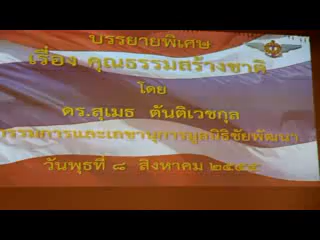 บรรยายพิเศษ
เรื่อง คุณธรรมสร้างชาติ
โดย
ดร.สุเมธ ตันติเวชกุล
กรรมการและเลขานุการมูลนิธิชัยพัฒนา
วันพุธที่ ๘ สิงหาคม